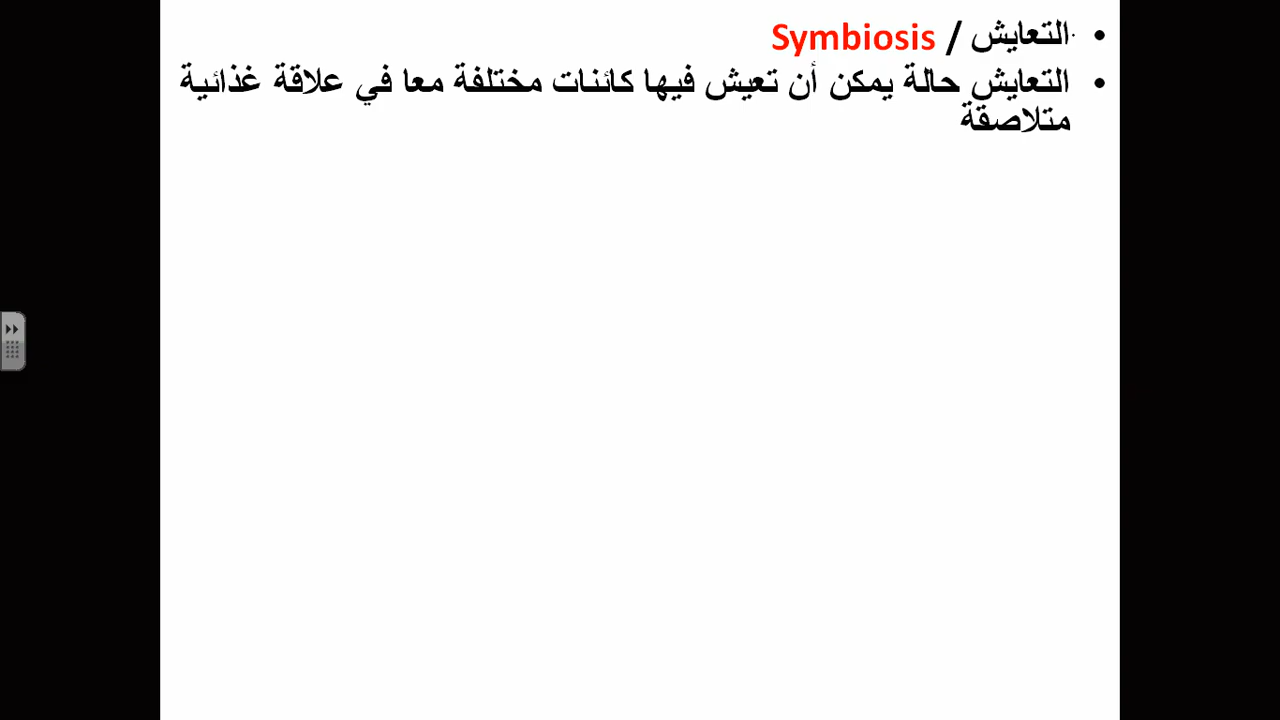 • التعايش / Symbiosis
• التعايش حالة يمكن أن تعيش فيها كائنات مختلفة معا في علاقة غذائية
متلاصقة